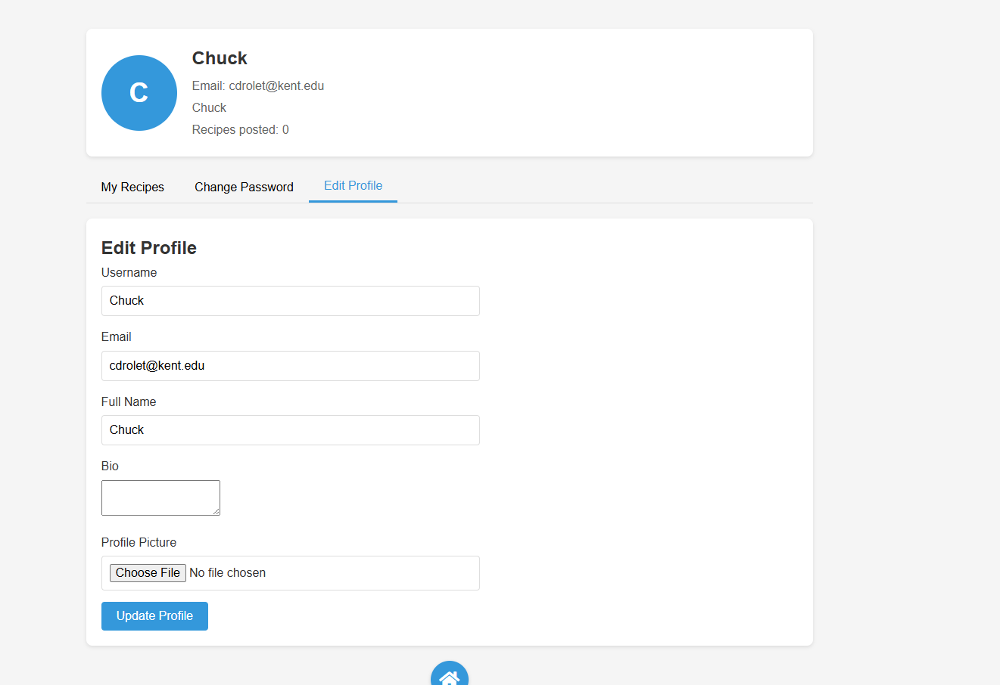 C
Chuck
Email: cdrolet@kent.edu
Chuck
Recipes posted: 0
My Recipes
Change Password
Edit Profile
Edit Profile
Username
Chuck
Email
cdrolet@kent.edu
Full Name
Chuck
Bio
Profile Picture
Choose File No file chosen
Update Profile